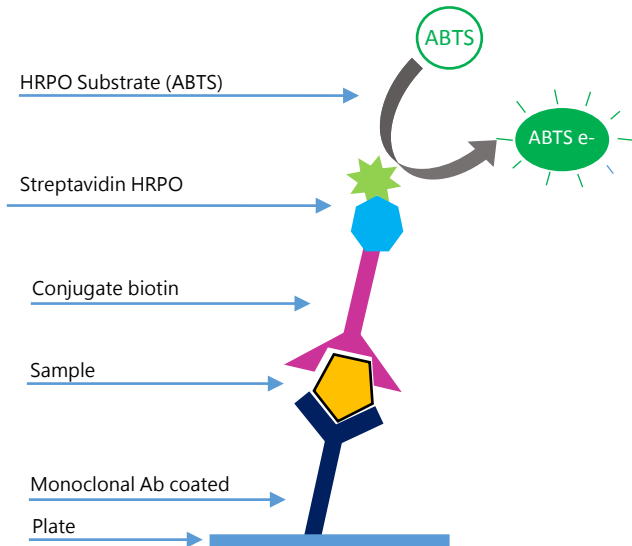 ABTS
HRPO Substrate (ABTS)
ABTS e-
Streptavidin HRPO
Conjugate biotin
Sample
Monoclonal Ab coated
Plate